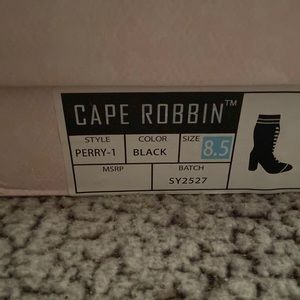 CAPE ROBBIN™
STYLE COLOR SIZE
PERRY-1 BLACK 8.5
MSRP BATCH
SY2527